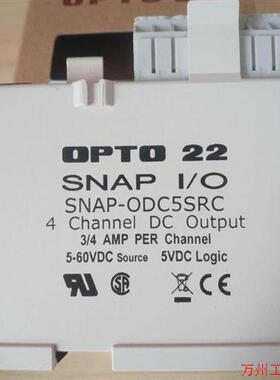 OPTO 22
SNAP I/O
SNAP-ODC5SRC
4 Channel DC Output
3/4 AMP PER Channel
5-60VDC Source 5VDC Logic
万州工